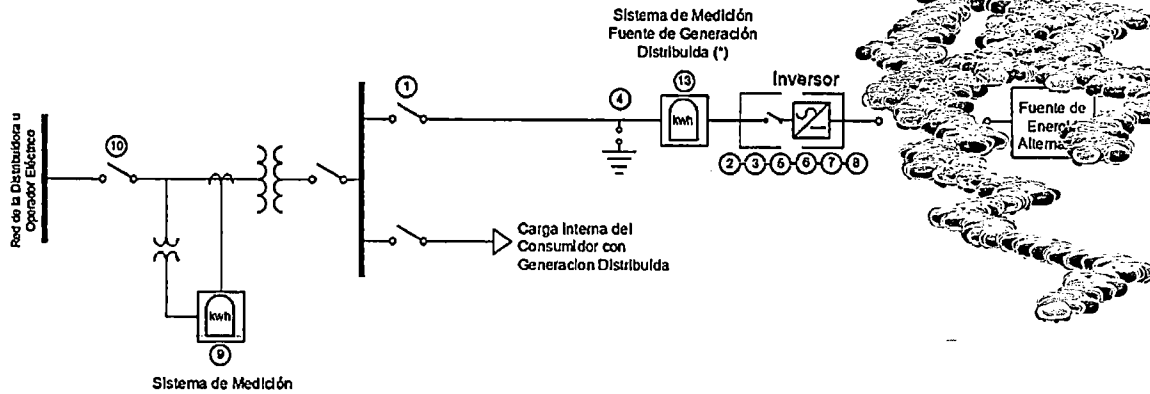 Sistema de Medición
Fuente de Generación
Distribuida (*)
13
kwh
Inversor
1
4
10
Red de la Distribuidora u
Operador Eléctrico
2 3 5 6 7 8
Fuente de
Carga Interna del
Consumidor con
Generacion Distribuida
kwh
9
Sistema de Medición